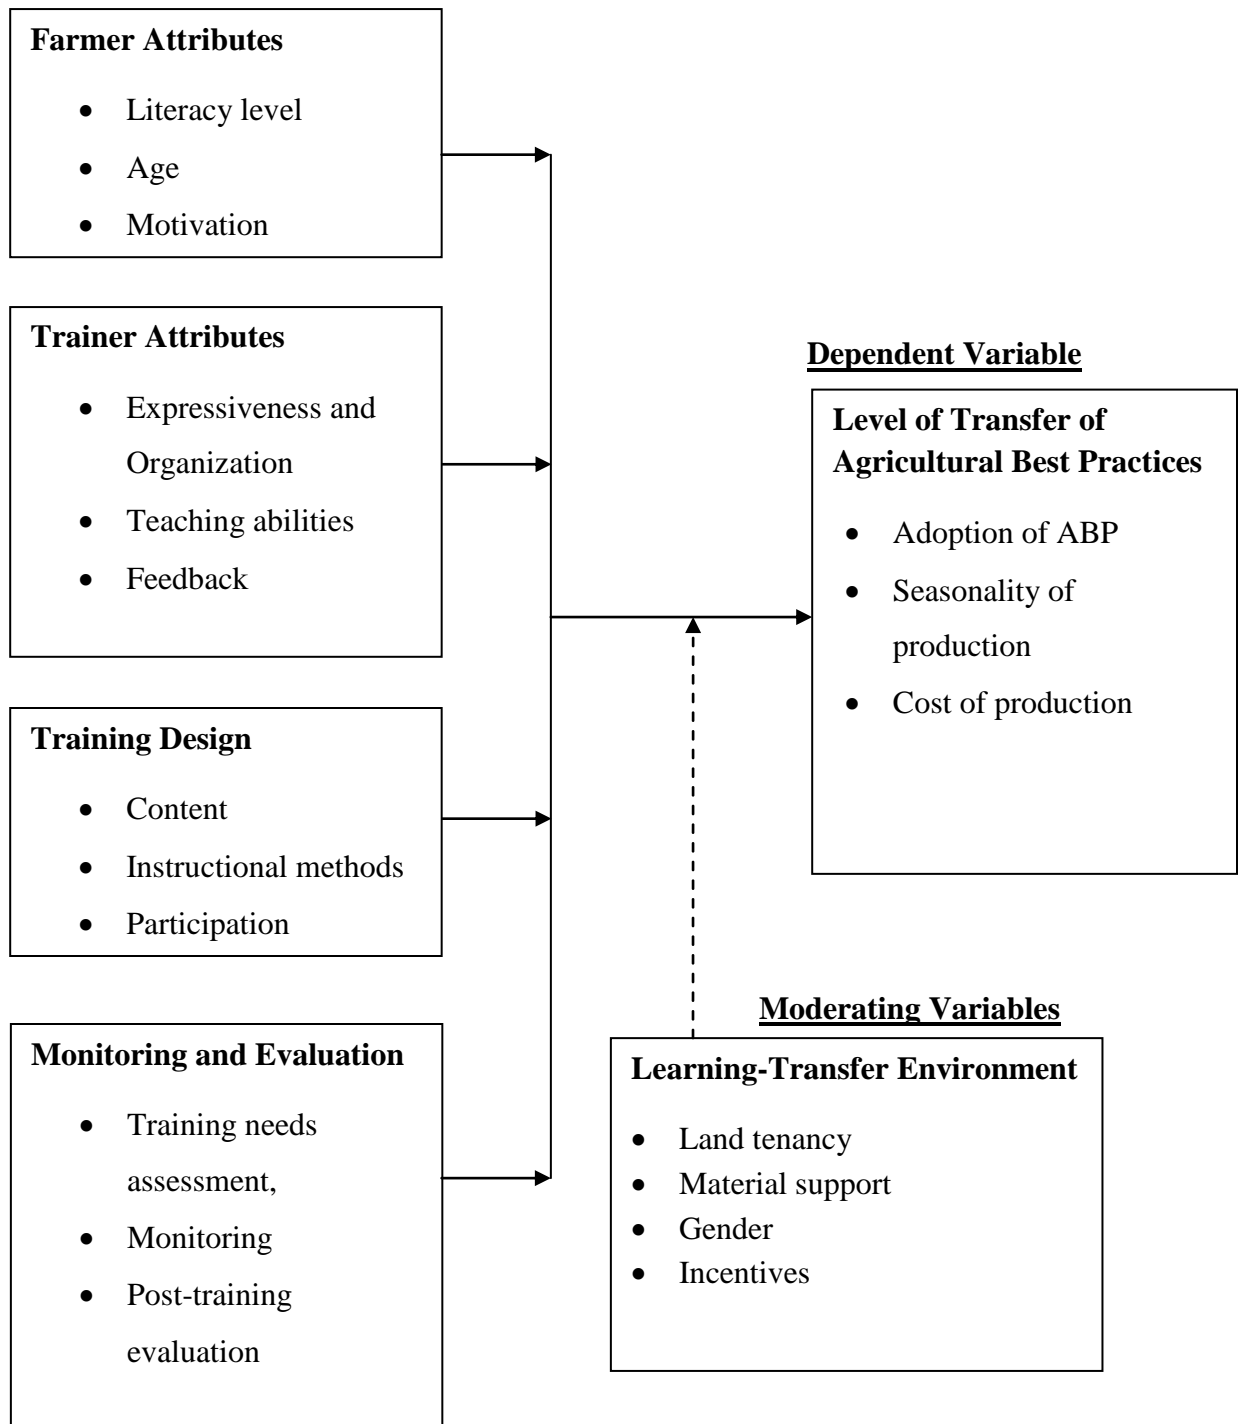 Farmer Attributes
• Literacy level
• Age
• Motivation
Trainer Attributes
• Expressiveness and
Organization
• Teaching abilities
• Feedback
Training Design
• Content
• Instructional methods
• Participation
Monitoring and Evaluation
• Training needs
assessment,
• Monitoring
• Post-training
evaluation
Dependent Variable
Level of Transfer of
Agricultural Best Practices
• Adoption of ABP
• Seasonality of
production
• Cost of production
Moderating Variables
Learning-Transfer Environment
• Land tenancy
• Material support
• Gender
• Incentives